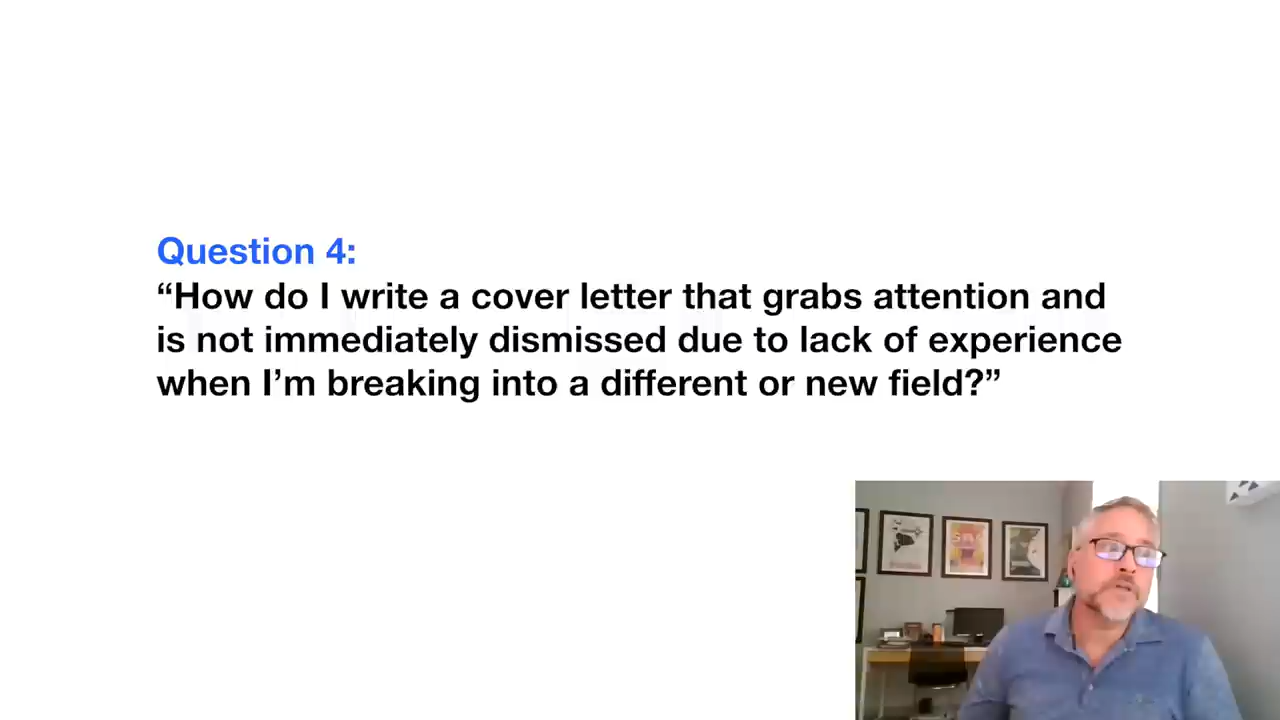 Question 4:
“How do I write a cover letter that grabs attention and
is not immediately dismissed due to lack of experience
when I’m breaking into a different or new field?”